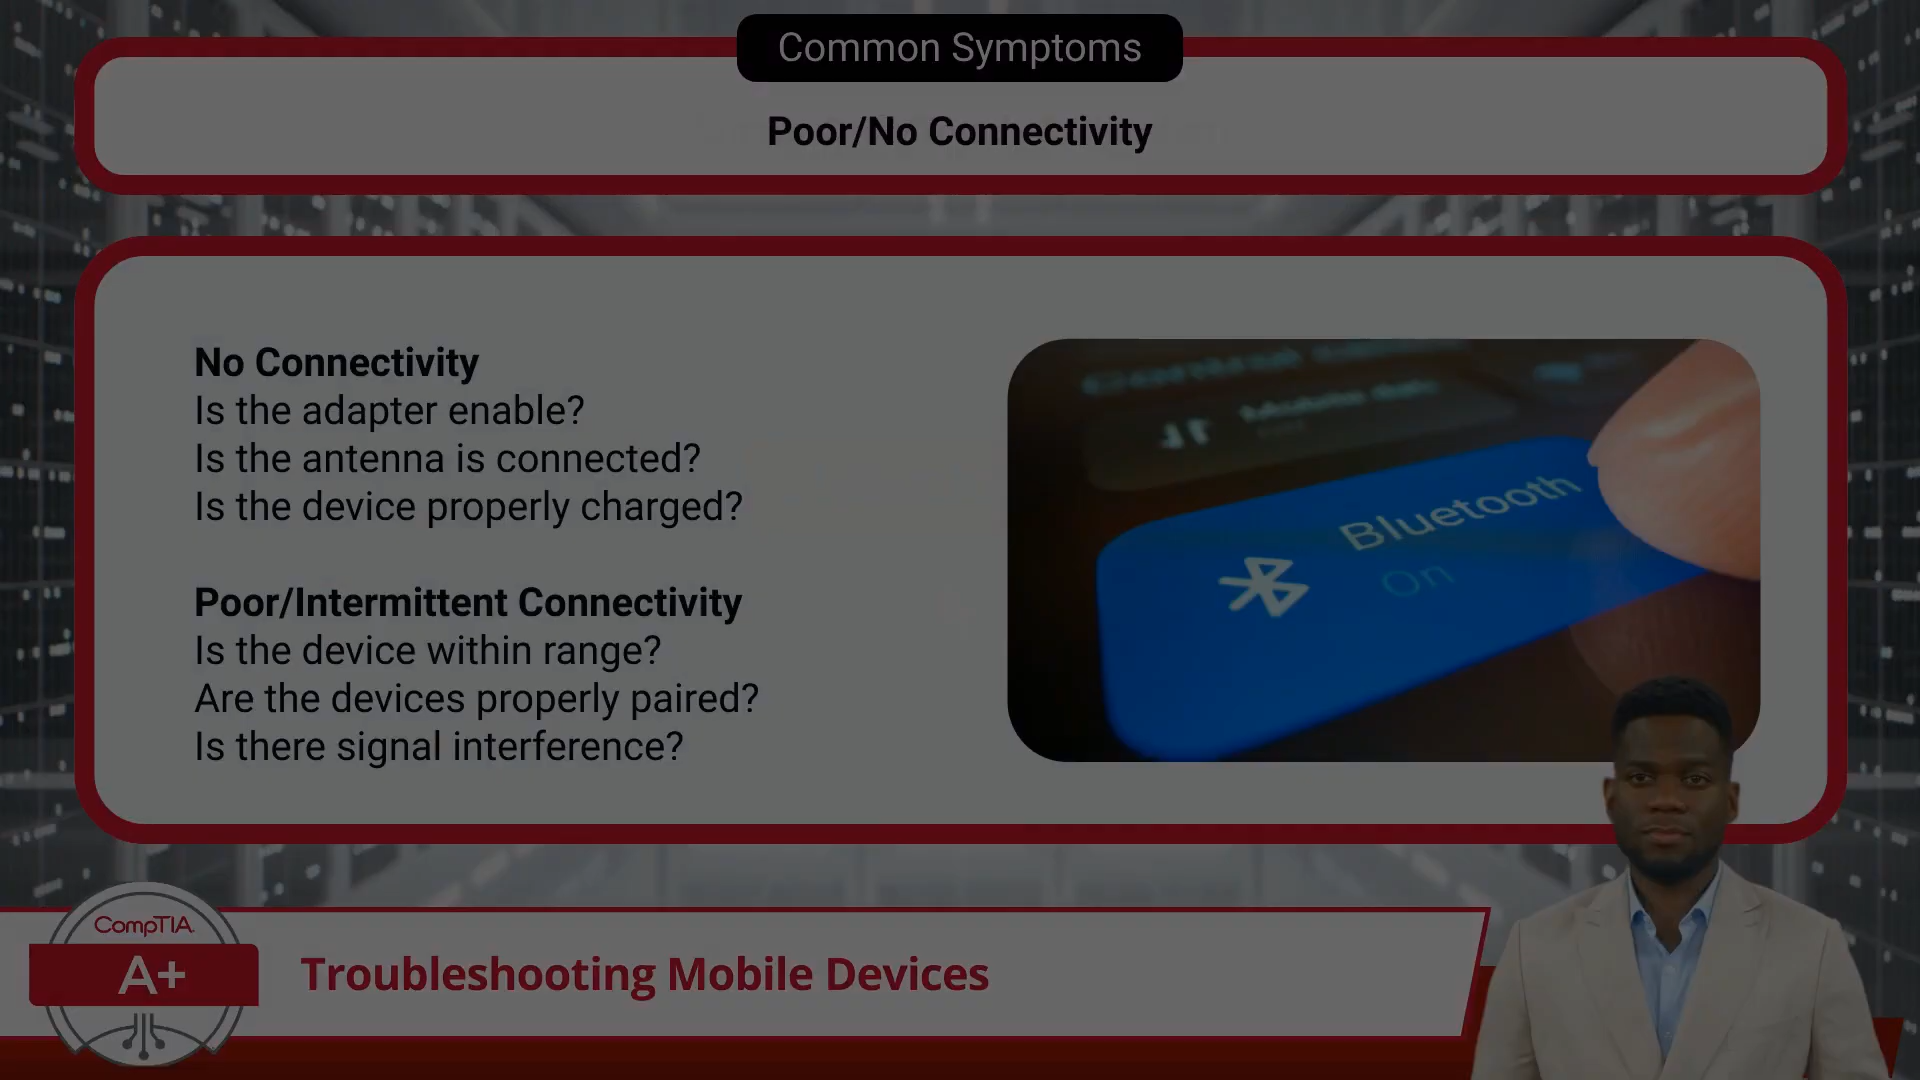 Common Symptoms
Poor/No Connectivity
No Connectivity
Is the adapter enable?
Is the antenna is connected?
Is the device properly charged?
Poor/Intermittent Connectivity
Is the device within range?
Are the devices properly paired?
Is there signal interference?
Bluetooth
On
CompTIA
A+
Troubleshooting Mobile Devices